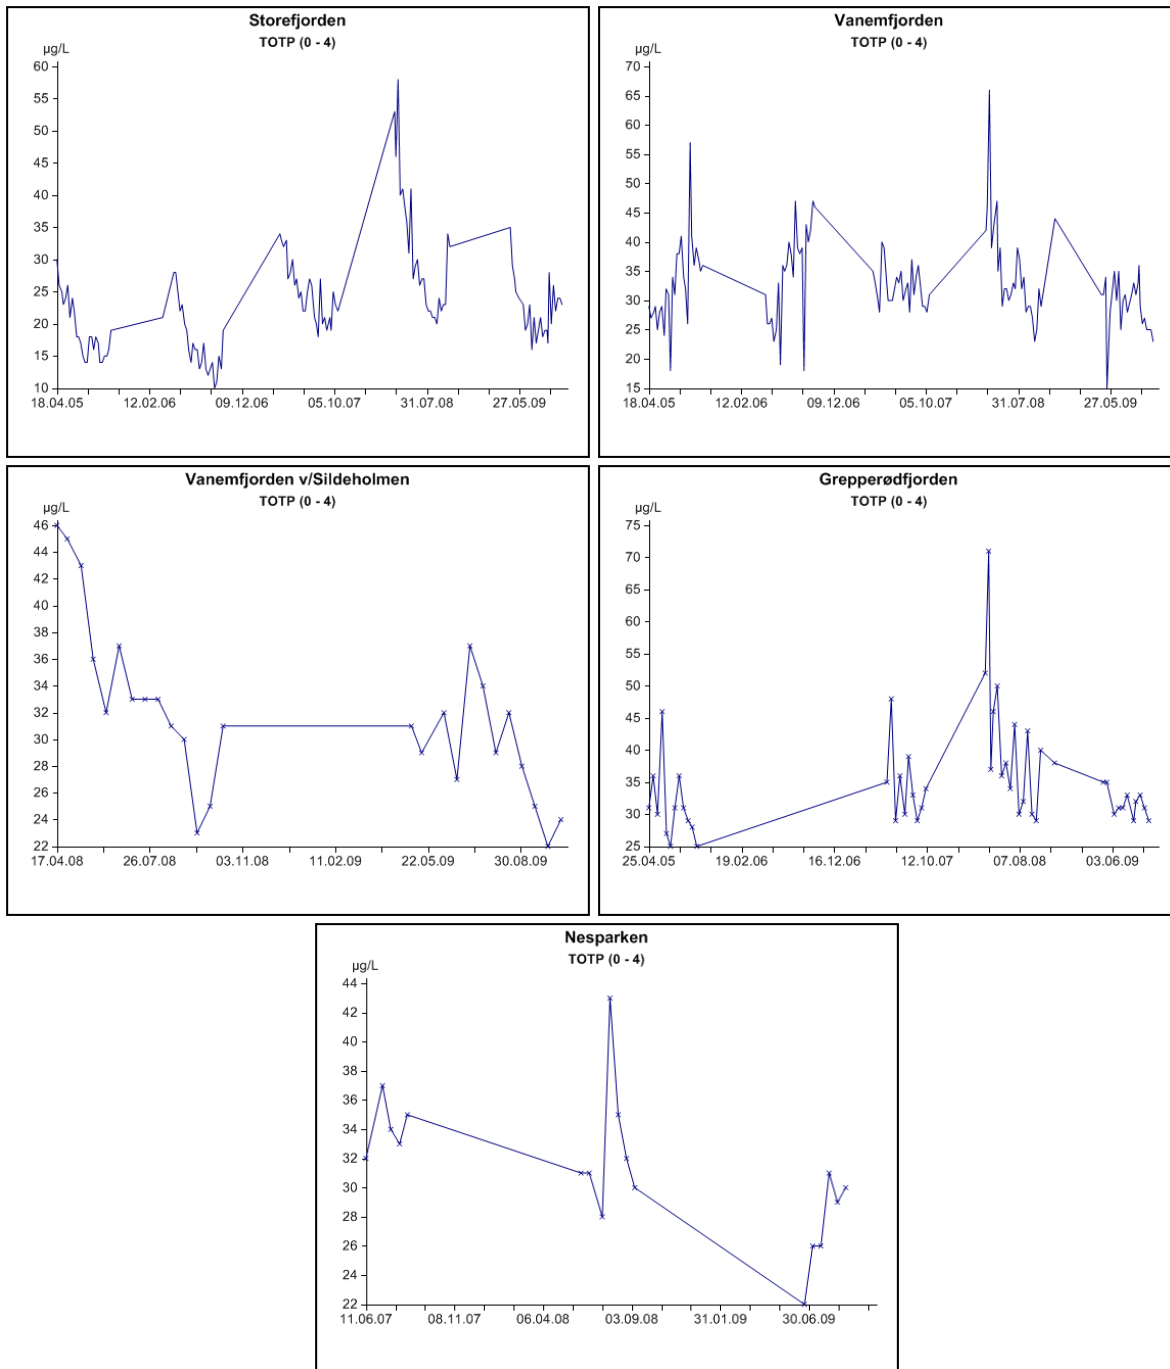 Storefjorden
TOTP (0 - 4)
µg/L
60
55
50
45
40
35
30
25
20
15
10
18.04.05 12.02.06 09.12.06 05.10.07 31.07.08 27.05.09
Vanemfjorden
TOTP (0 - 4)
µg/L
70
65
60
55
50
45
40
35
30
25
20
15
18.04.05 12.02.06 09.12.06 05.10.07 31.07.08 27.05.09
Vanemfjorden v/Sildeholmen
TOTP (0 - 4)
µg/L
46
44
42
40
38
36
34
32
30
28
26
24
22
17.04.08 26.07.08 03.11.08 11.02.09 22.05.09 30.08.09
Grepperødfjorden
TOTP (0 - 4)
µg/L
75
70
65
60
55
50
45
40
35
30
25
25.04.05 19.02.06 16.12.06 12.10.07 07.08.08 03.06.09
Nesparken
TOTP (0 - 4)
µg/L
44
42
40
38
36
34
32
30
28
26
24
22
11.06.07 08.11.07 06.04.08 03.09.08 31.01.09 30.06.09